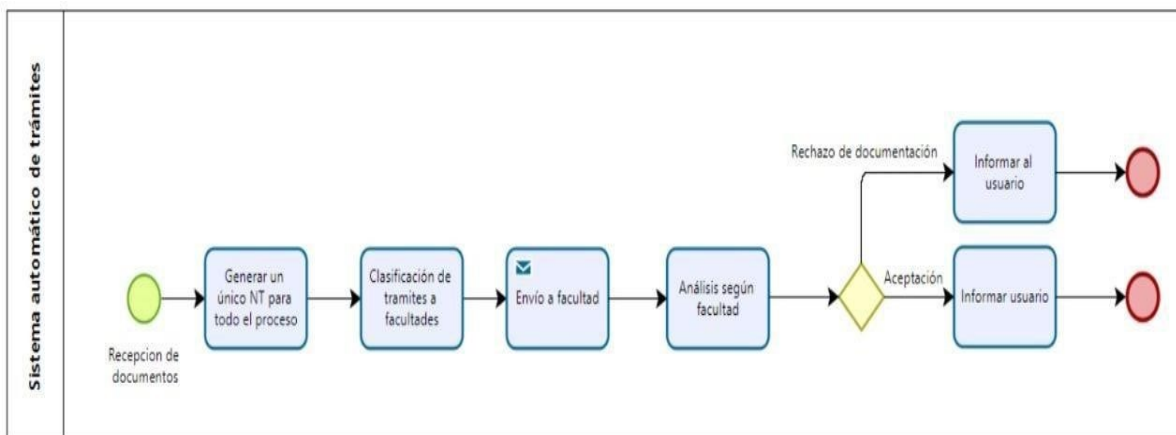 Sistema automático de trámites
Recepcion de
documentos
Generar un
único NT para
todo el proceso
Clasificación de
tramites a
facultades
Envío a facultad
Análisis según
facultad
Rechazo de documentación
Informar al
usuario
Aceptación
Informar usuario